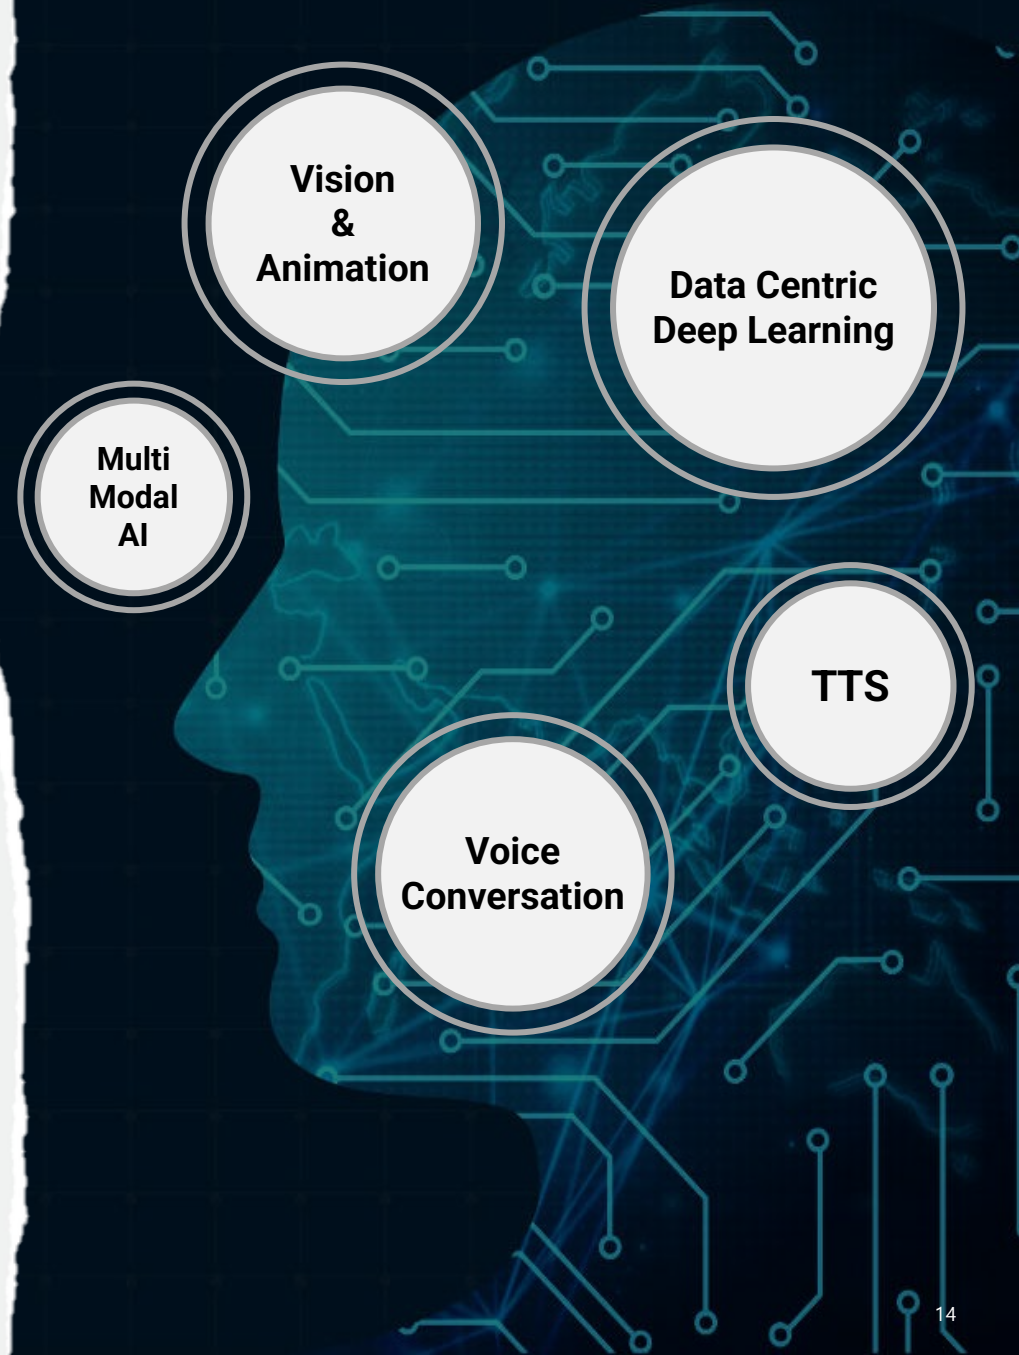 Vision
&
Animation
Data Centric
Deep Learning
Multi
Modal
AI
TTS
Voice
Conversation
14